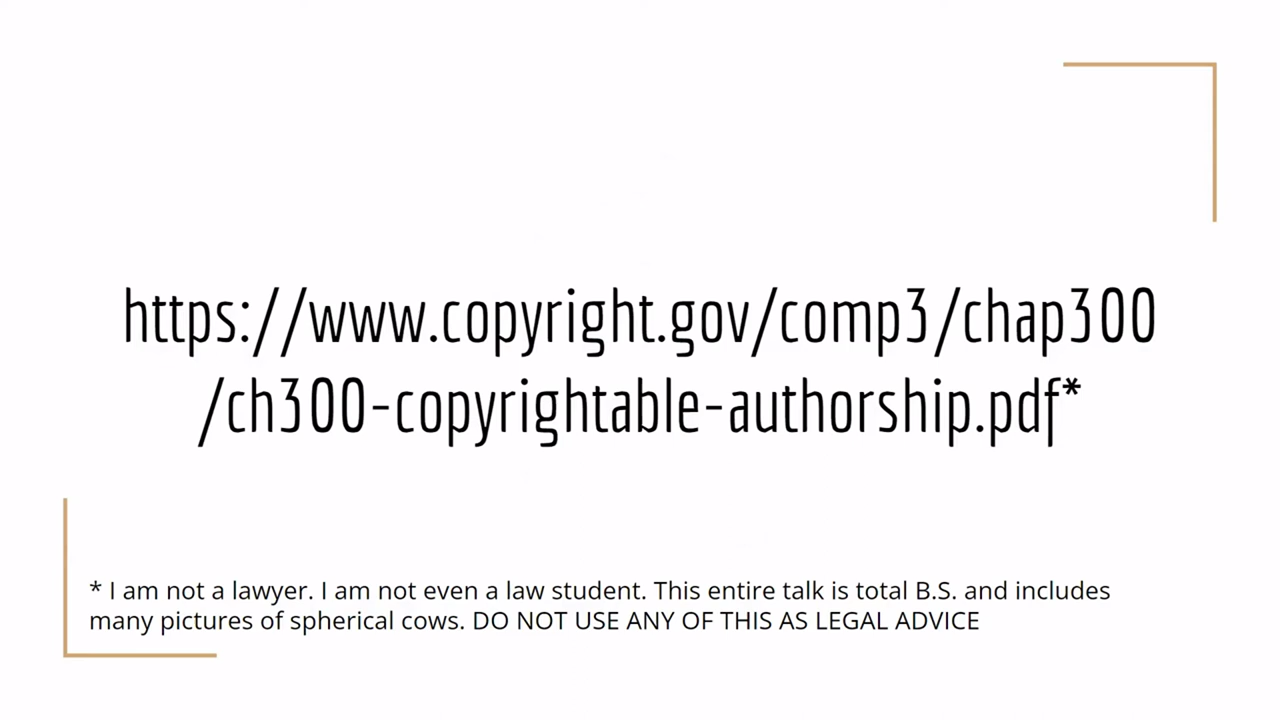 https://www.copyright.gov/comp3/chap300
/ch300-copyrightable-authorship.pdf*
* I am not a lawyer. I am not even a law student. This entire talk is total B.S. and includes
many pictures of spherical cows. DO NOT USE ANY OF THIS AS LEGAL ADVICE